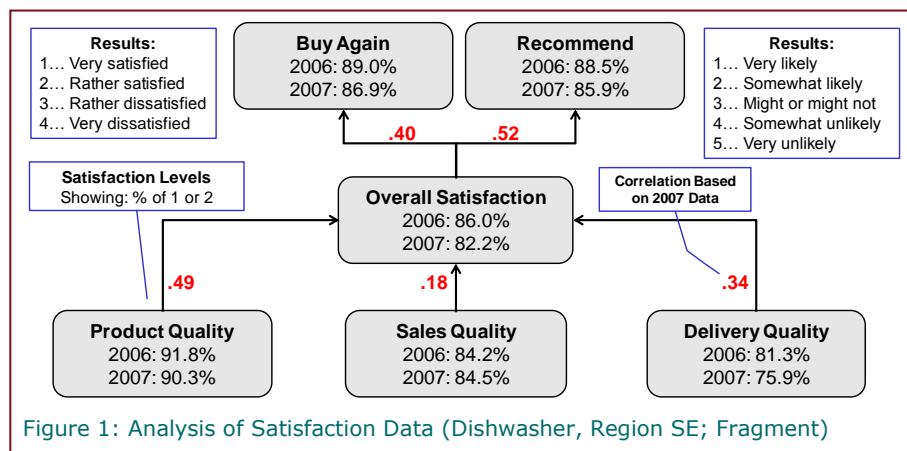 Results:
1… Very satisfied
2… Rather satisfied
3… Rather dissatisfied
4… Very dissatisfied
Buy Again
2006: 89.0%
2007: 86.9%
Recommend
2006: 88.5%
2007: 85.9%
Results:
1… Very likely
2… Somewhat likely
3… Might or might not
4… Somewhat unlikely
5… Very unlikely
.40
.52
Satisfaction Levels
Showing: % of 1 or 2
Overall Satisfaction
2006: 86.0%
2007: 82.2%
Correlation Based
on 2007 Data
.49
.18
.34
Product Quality
2006: 91.8%
2007: 90.3%
Sales Quality
2006: 84.2%
2007: 84.5%
Delivery Quality
2006: 81.3%
2007: 75.9%
Figure 1: Analysis of Satisfaction Data (Dishwasher, Region SE; Fragment)